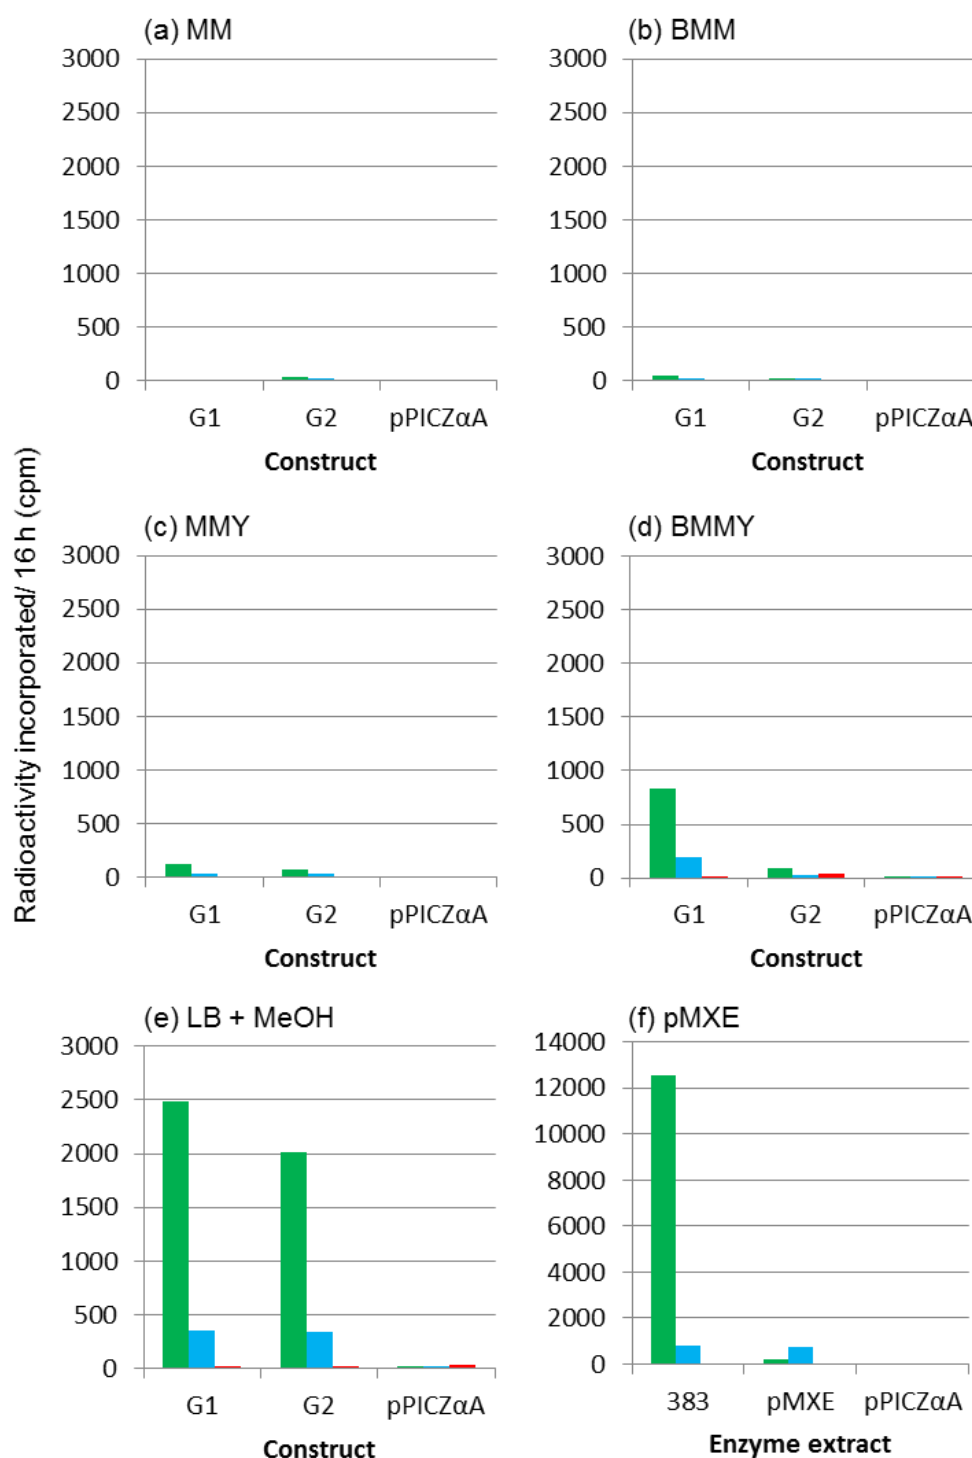 (a) MM
3000
2500
2000
1500
1000
500
0
G1 G2 pPICZαA
Construct
(b) BMM
3000
2500
2000
1500
1000
500
0
G1 G2 pPICZαA
Construct
Radioactivity incorporated/ 16 h (cpm)
(c) MMY
3000
2500
2000
1500
1000
500
0
G1 G2 pPICZαA
Construct
(d) BMMY
3000
2500
2000
1500
1000
500
0
G1 G2 pPICZαA
Construct
(e) LB + MeOH
3000
2500
2000
1500
1000
500
0
G1 G2 pPICZαA
Construct
(f) pMXE
14000
12000
10000
8000
6000
4000
2000
0
383 pMXE pPICZαA
Enzyme extract